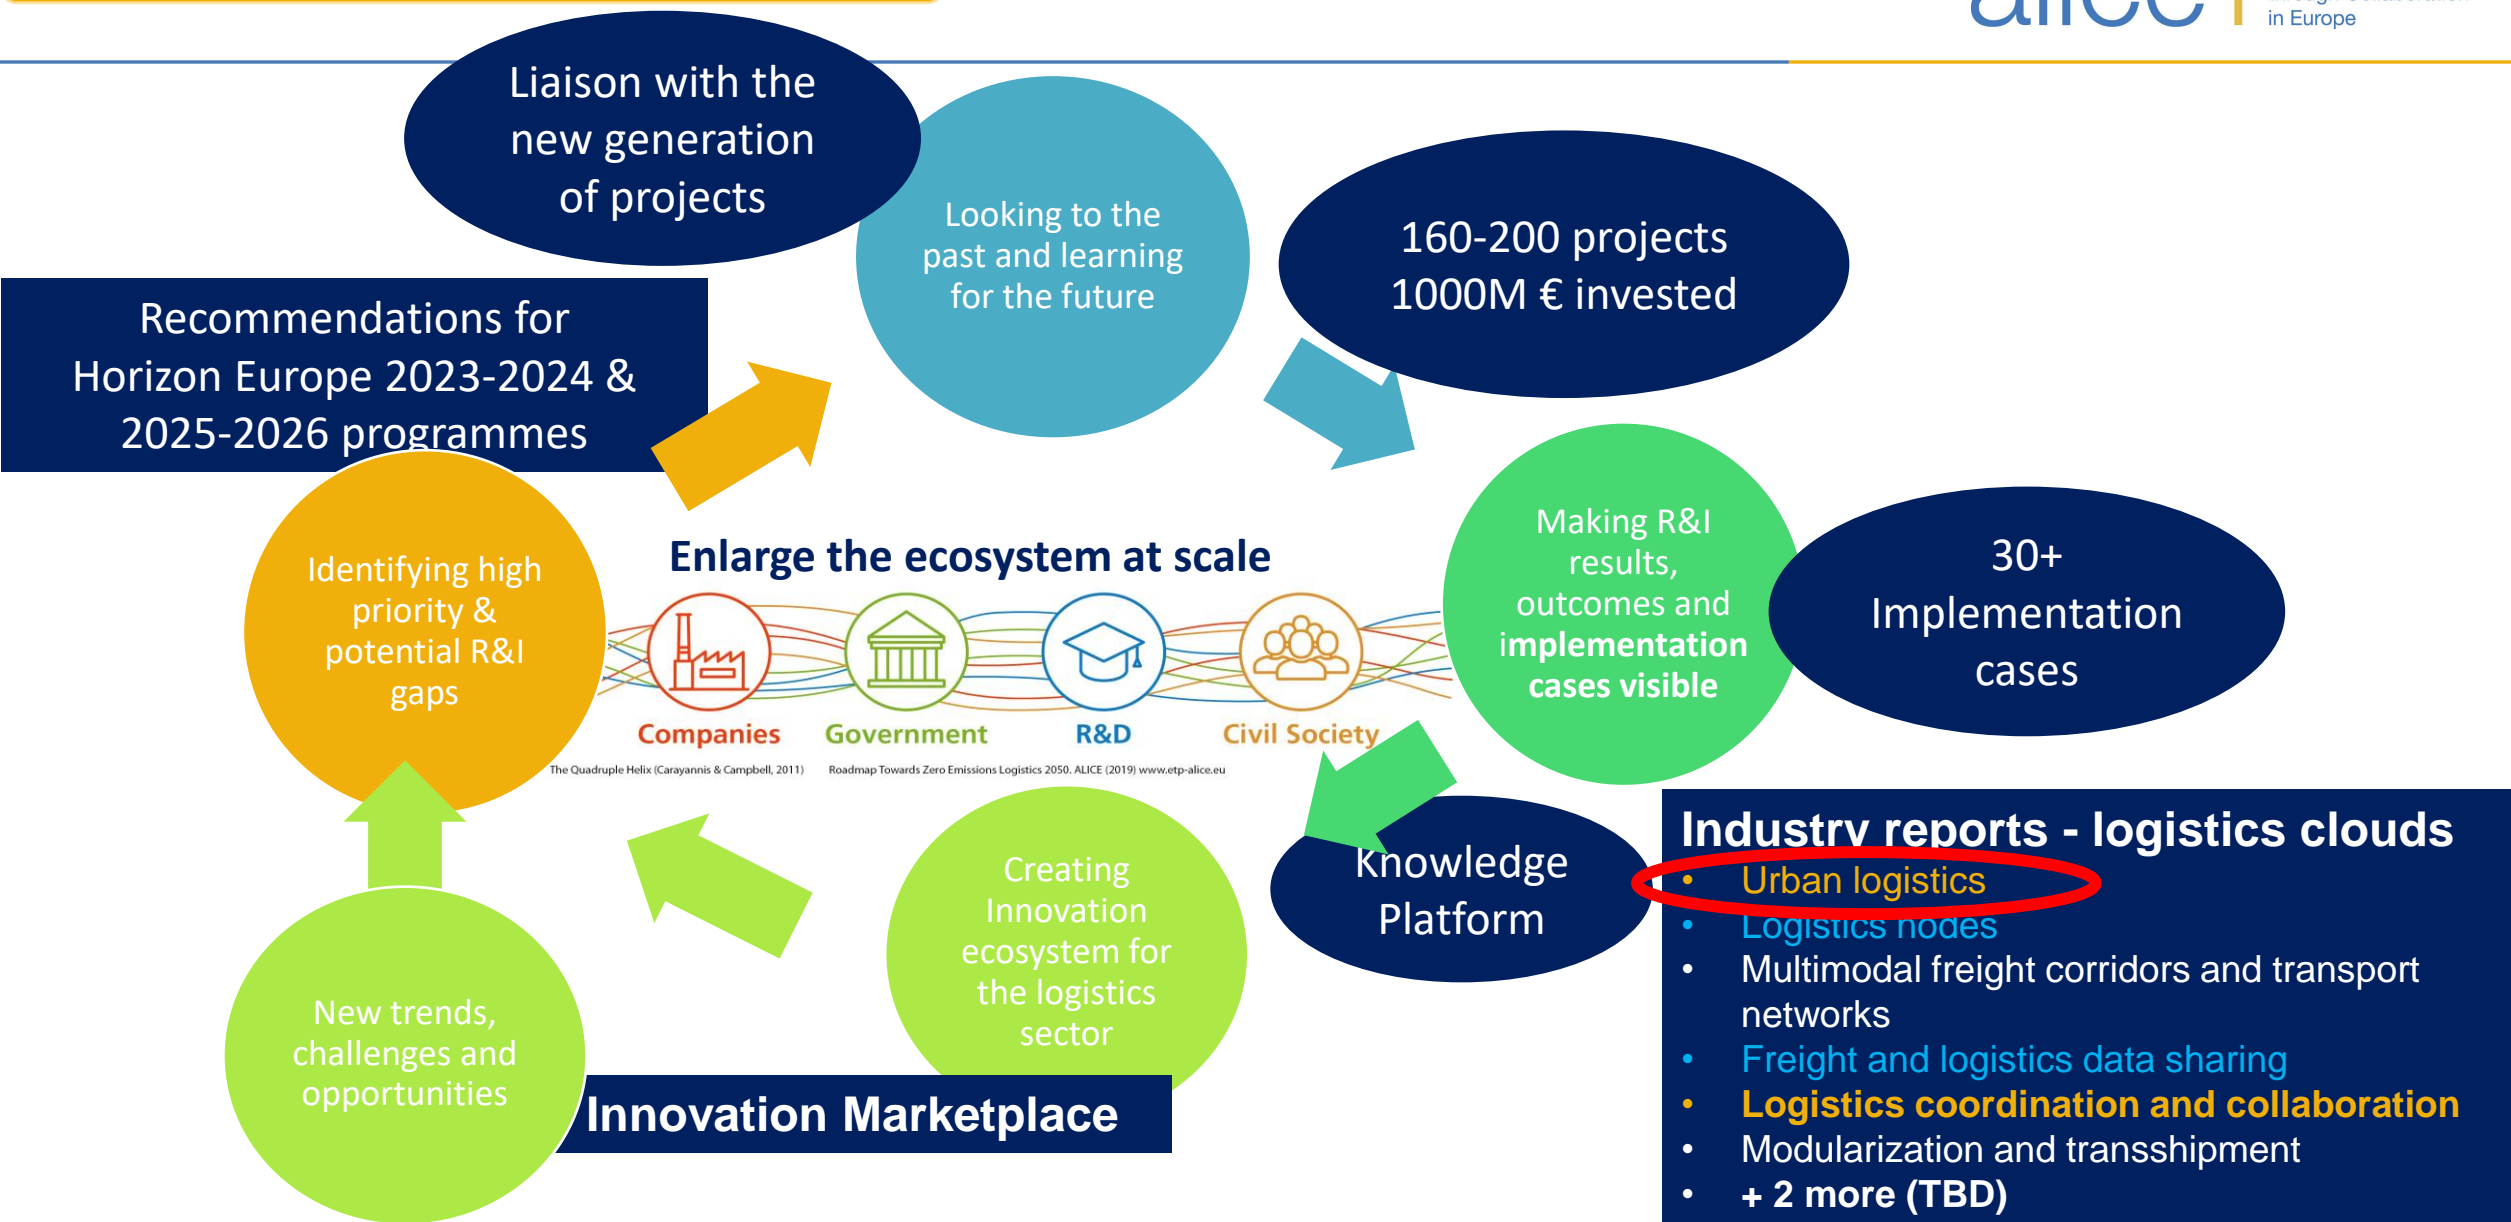 alice
in Europe
Liaison with the
new generation
of projects
Looking to the
past and learning
for the future
160-200 projects
1000M € invested
Recommendations for
Horizon Europe 2023-2024 &
2025-2026 programmes
Identifying high
priority &
potential R&I
gaps
Enlarge the ecosystem at scale
Companies
Government
R&D
Civil Society
The Quadruple Helix (Carayannis & Campbell, 2011)
Roadmap Towards Zero Emissions Logistics 2050. ALICE (2019) www.etp-alice.eu
Making R&I
results,
outcomes and
implementation
cases visible
30+
Implementation
cases
Knowledge
Platform
Creating
Innovation
ecosystem for
the logistics
sector
New trends,
challenges and
opportunities
Innovation Marketplace
Industry reports - logistics clouds
• Urban logistics
• Logistics nodes
• Multimodal freight corridors and transport
networks
• Freight and logistics data sharing
• Logistics coordination and collaboration
• Modularization and transshipment
• + 2 more (TBD)